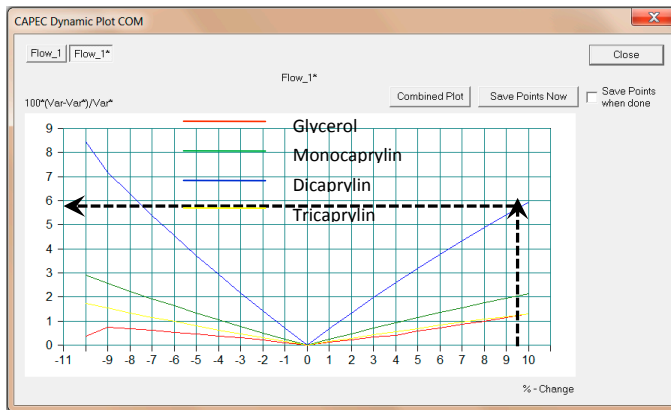 CAPEC Dynamic Plot COM
Flow_1 Flow_1*
Close
Flow_1*
Combined Plot Save Points Now Save Points when done
100*(Var-Var*)/Var*
Glycerol
Monocaprylin
Dicaprylin
Tricaprylin
9
8
7
6
5
4
3
2
1
0
-11 -9 -8 -7 -6 -5 -4 -3 -2 -1 0 1 2 3 4 5 6 7 8 9 10
% - Change